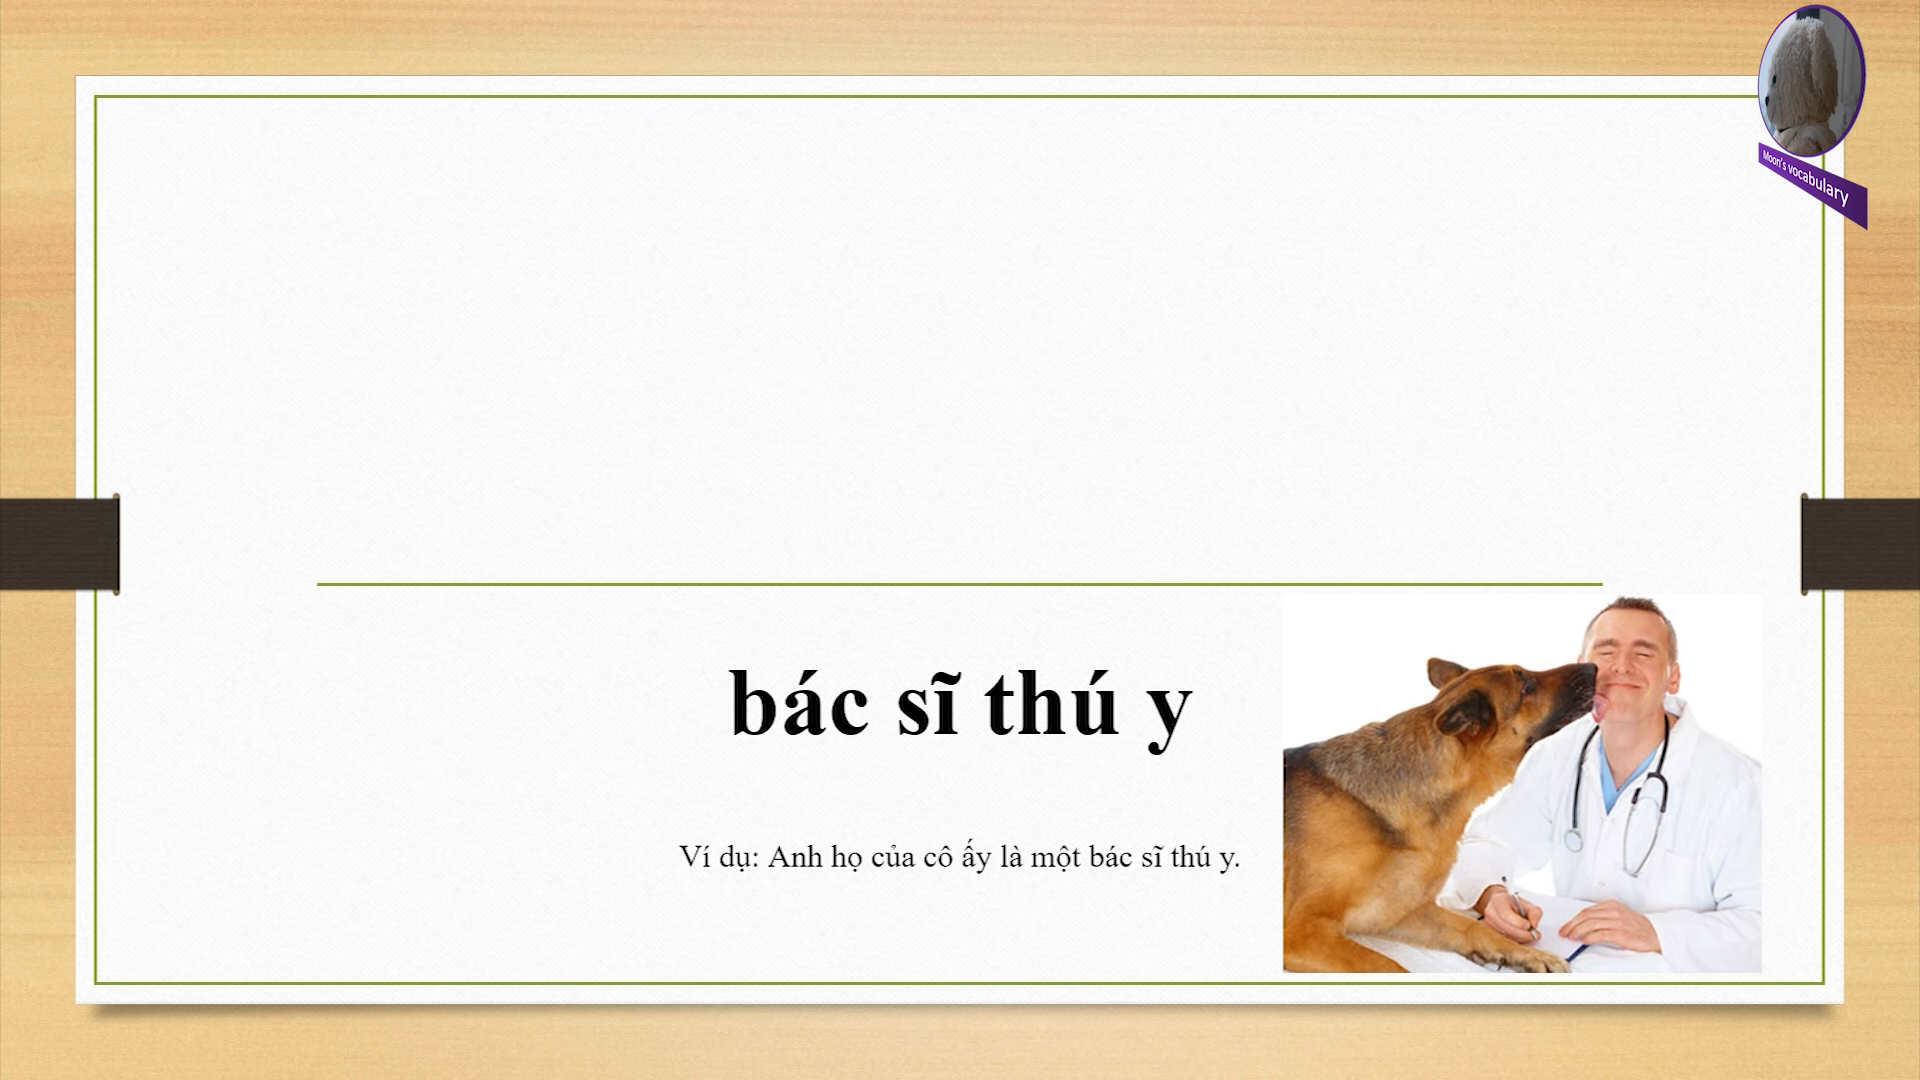 Moon's vocabulary
bác sĩ thú y
Ví dụ: Anh họ của cô ấy là một bác sĩ thú y.